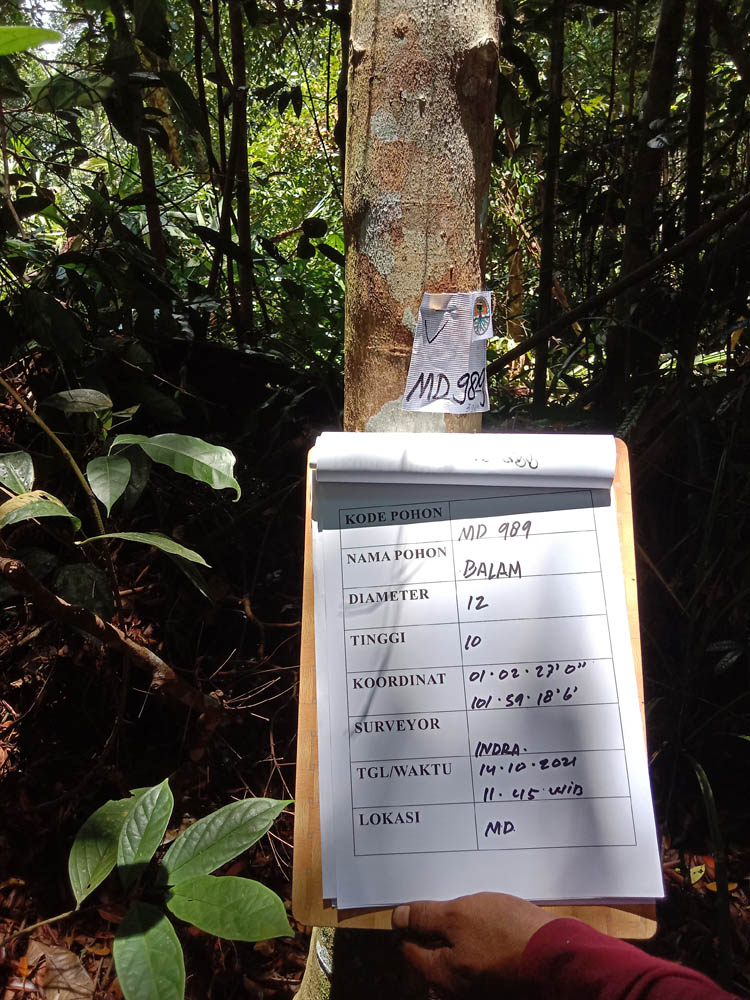 MD 989
KODE POHON MD 989
NAMA POHON BALAM
DIAMETER 12
TINGGI 10
KOORDINAT 01·02·27'0"
101·59·18'6'
SURVEYOR INDRA.
TGL/WAKTU 14·10·2021
11·45 WID
LOKASI MD.